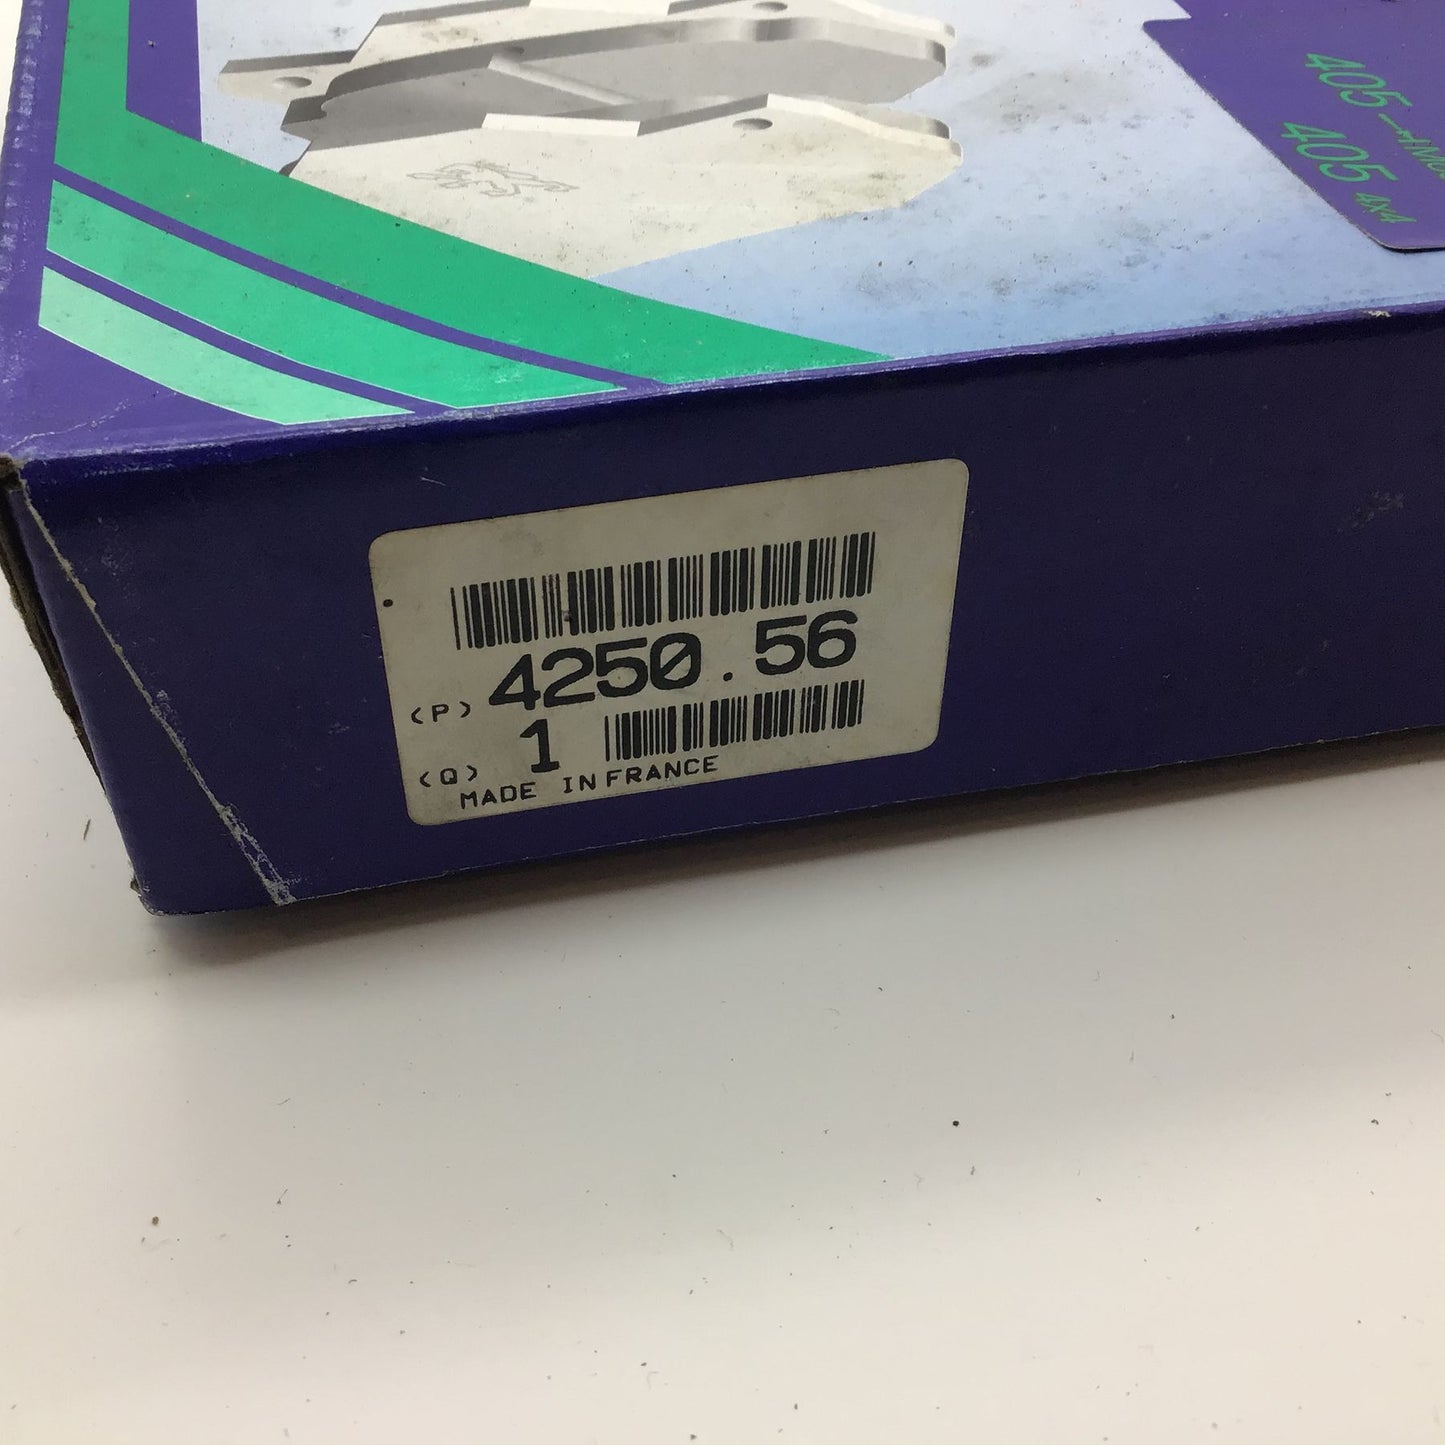 405
405 4x4
4250.56
(P)
(Q) 1
MADE IN FRANCE